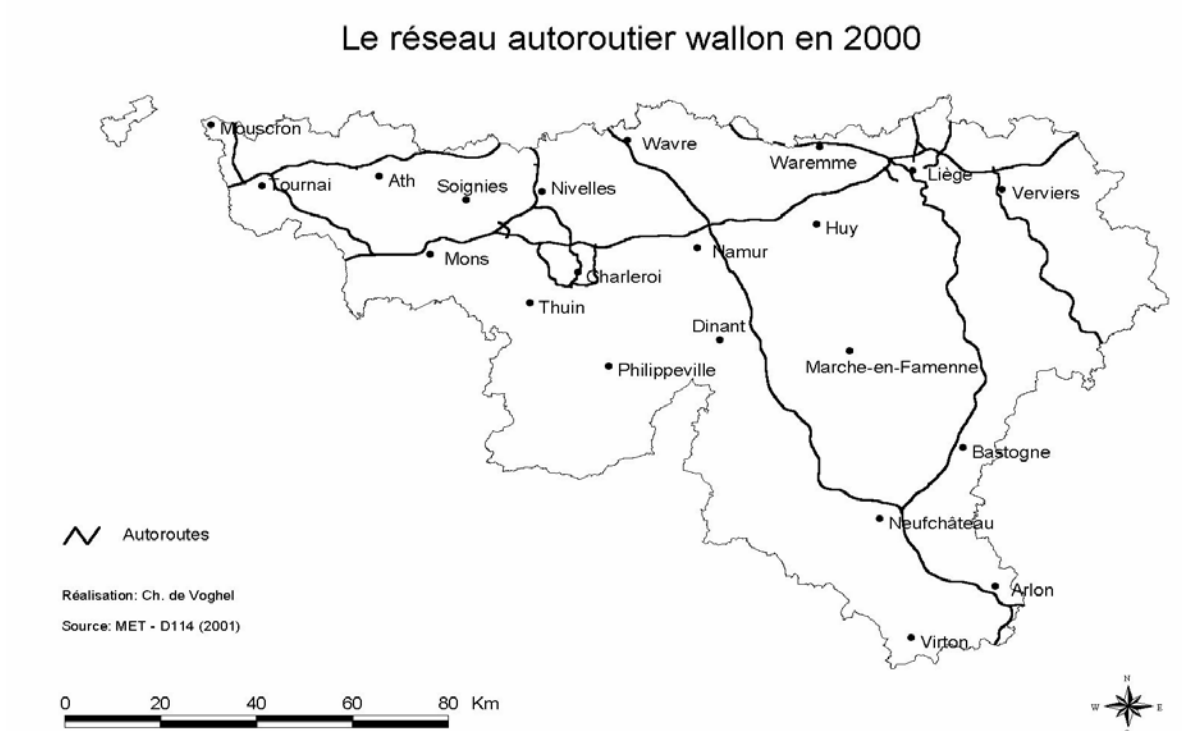 Le réseau autoroutier wallon en 2000
Mouscron
Wavre
Waremme
Liège
Tournai
Ath
Soignies
Nivelles
Verviers
Huy
Mons
Namur
Charleroi
Thuin
Dinant
Philippeville
Marche-en-Famenne
Bastogne
Neufchâteau
Autoroutes
Arlon
Réalisation: Ch. de Voghel
Source: MET - D114 (2001)
Virton
0 20 40 60 80 Km
N
W E